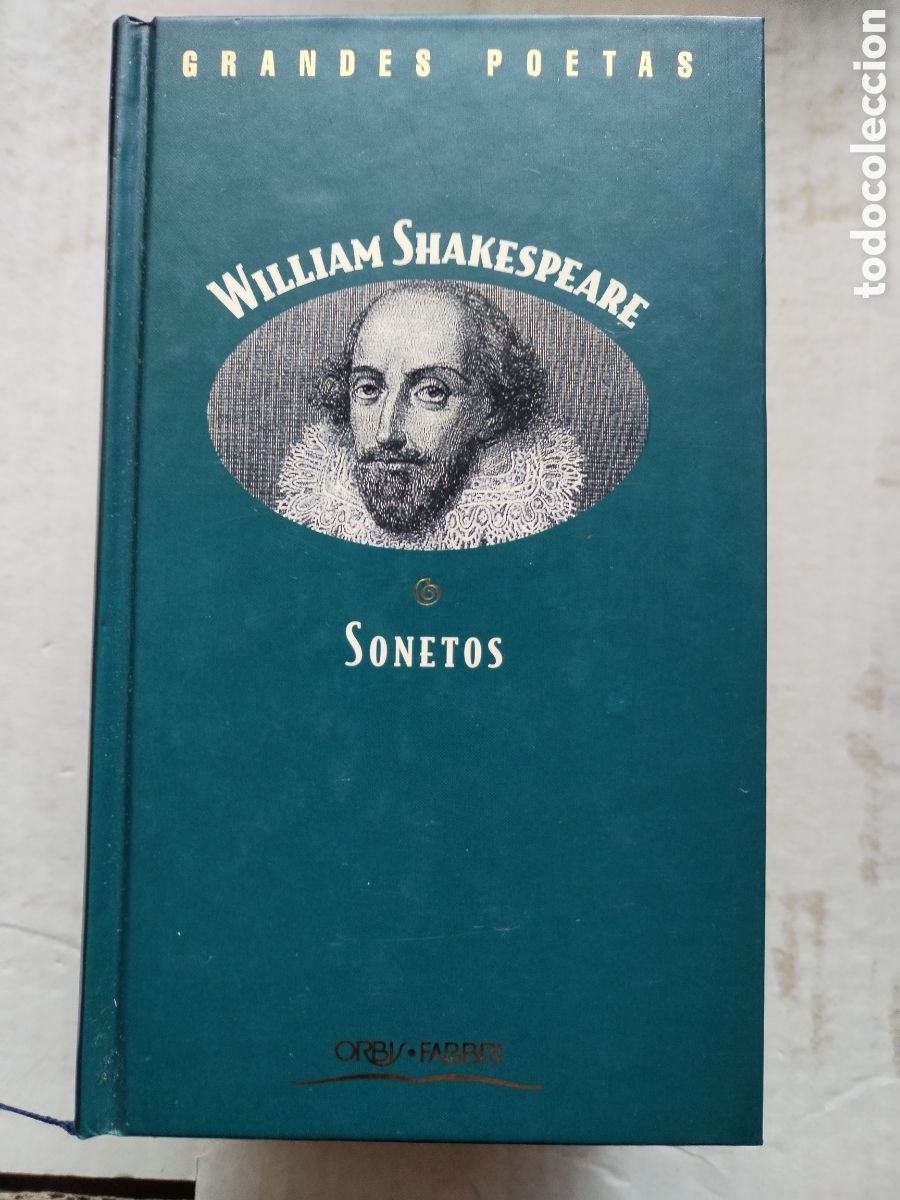 GRANDES POETAS
todocoleccion
WILLIAM SHAKESPEARE
SONETOS
ORBIS • FABBRI